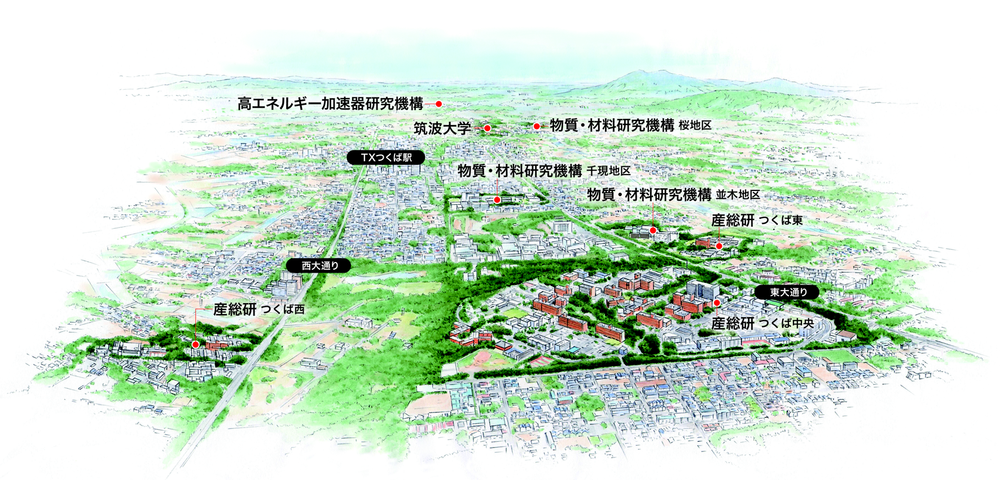 高エネルギー加速器研究機構
筑波大学
物質・材料研究機構 桜地区
TXつくば駅
物質・材料研究機構 千現地区
物質・材料研究機構 並木地区
産総研 つくば東
西大通り
東大通り
産総研 つくば西
産総研 つくば中央